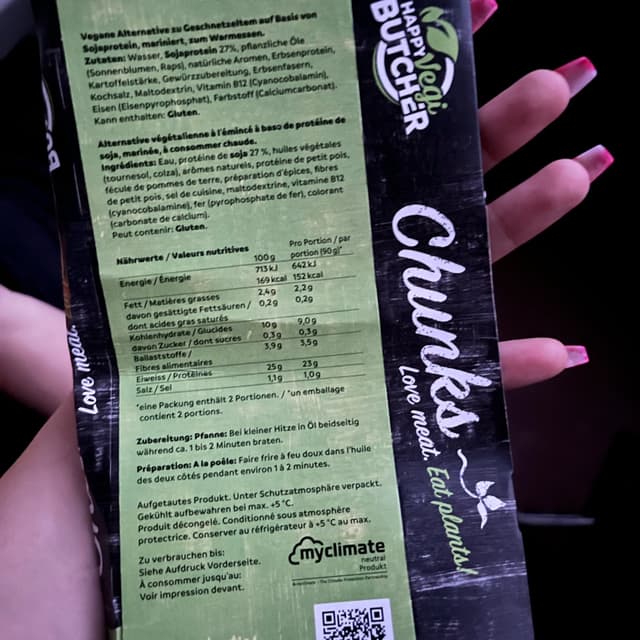 Vegane Alternative zu Geschnetzeltem auf Basis von
Sojaprotein, mariniert, zum Warmessen.
Zutaten: Wasser, Sojaprotein 27%, pflanzliche Öle
(Sonnenblumen, Raps), natürliche Aromen, Erbsenprotein,
Kartoffelstärke, Gewürzzubereitung, Erbsenfasern,
Kochsalz, Maltodextrin, Vitamin B12 (Cyanocobalamin),
Eisen (Eisenpyrophosphat), Farbstoff (Calciumcarbonat).
Kann enthalten: Gluten.
Alternative végétalienne à l'émincé à base de protéine de
soja, marinée, à consommer chaude.
Ingrédients: Eau, protéine de soja 27 %, huiles végétales
(tournesol, colza), arômes naturels, protéine de petit pois,
fécule de pommes de terre, préparation d'épices, fibres
de petit pois, sel de cuisine, maltodextrine, vitamine B12
(cyanocobalamine), fer (pyrophosphate de fer), colorant
(carbonate de calcium).
Peut contenir: Gluten.
Nährwerte / Valeurs nutritives 100g Pro Portion / par
portion (90g)*
Energie / Énergie 713 kJ 642 kJ
169 kcal 152 kcal
Fett / Matières grasses 2,4g 2,2g
davon gesättigte Fettsäuren / 0,2g 0,2g
dont acides gras saturés
Kohlenhydrate / Glucides 10g 9,0g
davon Zucker / dont sucres 0,3g 0,3g
Ballaststoffe / 3,9g 3,5g
Fibres alimentaires
Eiweiss / Protéines 25g 23g
Salz / Sel 1,1g 1,0g
*eine Packung enthält 2 Portionen. / *un emballage
contient 2 portions.
Zubereitung: Pfanne: Bei kleiner Hitze in Öl beidseitig
während ca. 1 bis 2 Minuten braten.
Préparation: A la poêle: Faire frire à feu doux dans l'huile
des deux côtés pendant environ 1 à 2 minutes.
Aufgetautes Produkt. Unter Schutzatmosphäre verpackt.
Gekühlt aufbewahren bei max. +5 °C.
Produit décongelé. Conditionné sous atmosphère
protectrice. Conserver au réfrigérateur à +5 °C au max.
Zu verbrauchen bis:
Siehe Aufdruck Vorderseite.
À consommer jusqu'au:
Voir impression devant.
myclimate
neutral
Produkt
HAPPY
Vegi
BUTCHER
Chunks
Love meat. Eat plants!
Love meat.